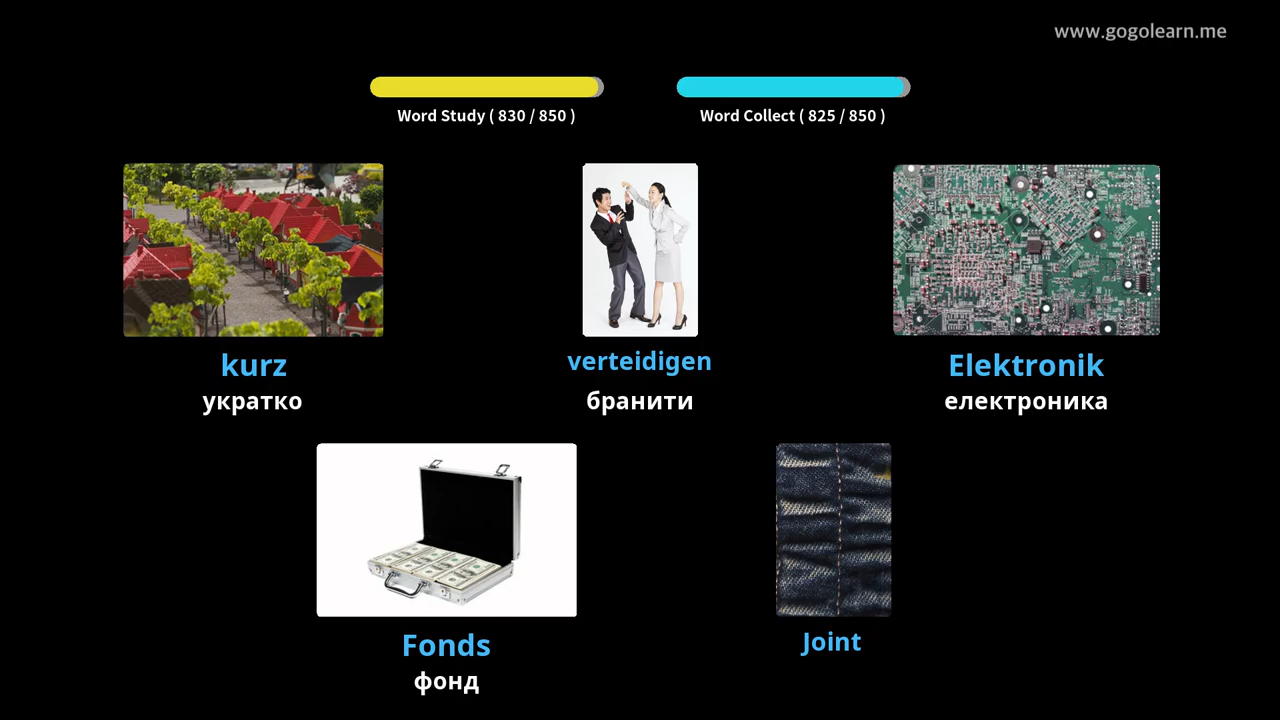 www.gogolearn.me
Word Study ( 830 / 850 )
Word Collect ( 825 / 850 )
kurz
укратко
verteidigen
бранити
Elektronik
електроника
Fonds
фонд
Joint